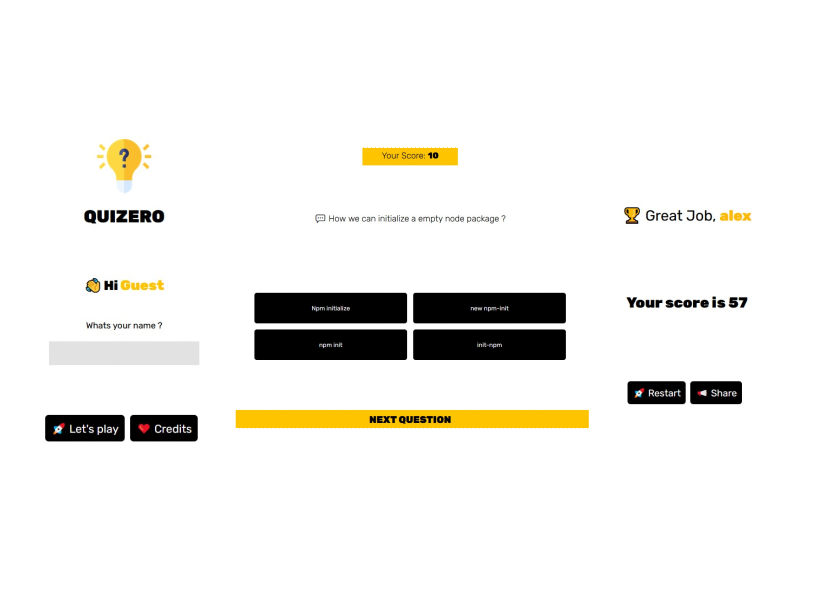 ?
QUIZERO
Hi Guest
Whats your name ?
Let's play
Credits
Your Score: 10
How we can initialize a empty node package ?
Npm initialize
new npm-init
npm init
init-npm
NEXT QUESTION
Great Job, alex
Your score is 57
Restart
Share